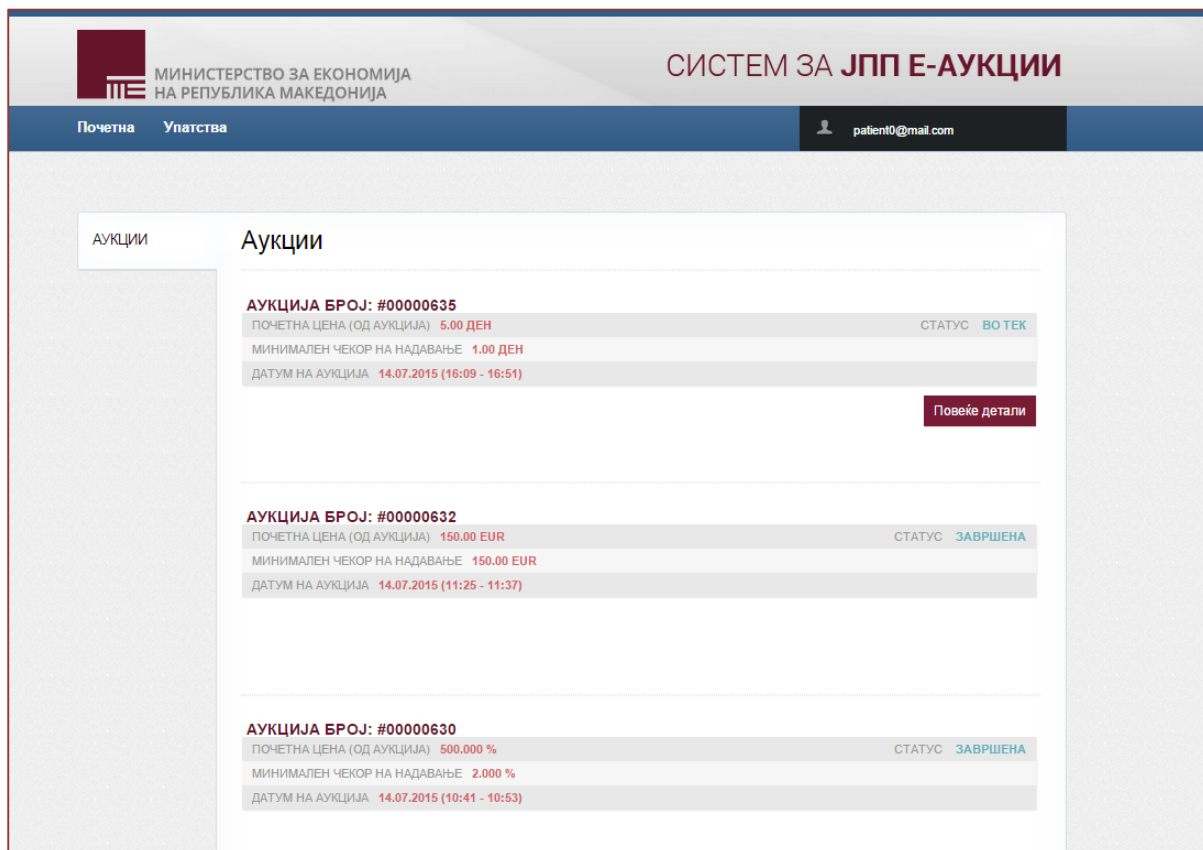 МИНИСТЕРСТВО ЗА ЕКОНОМИЈА
НА РЕПУБЛИКА МАКЕДОНИЈА
СИСТЕМ ЗА ЈПП Е-АУКЦИИ
Почетна Упатства patient0@mail.com
АУКЦИИ
Аукции
АУКЦИЈА БРОЈ: #00000635
ПОЧЕТНА ЦЕНА (ОД АУКЦИЈА) 5.00 ДЕН СТАТУС ВО ТЕК
МИНИМАЛЕН ЧЕКОР НА НАДАВАЊЕ 1.00 ДЕН
ДАТУМ НА АУКЦИЈА 14.07.2015 (16:09 - 16:51)
Повеќе детали
АУКЦИЈА БРОЈ: #00000632
ПОЧЕТНА ЦЕНА (ОД АУКЦИЈА) 150.00 EUR СТАТУС ЗАВРШЕНА
МИНИМАЛЕН ЧЕКОР НА НАДАВАЊЕ 150.00 EUR
ДАТУМ НА АУКЦИЈА 14.07.2015 (11:25 - 11:37)
АУКЦИЈА БРОЈ: #00000630
ПОЧЕТНА ЦЕНА (ОД АУКЦИЈА) 500.000 % СТАТУС ЗАВРШЕНА
МИНИМАЛЕН ЧЕКОР НА НАДАВАЊЕ 2.000 %
ДАТУМ НА АУКЦИЈА 14.07.2015 (10:41 - 10:53)